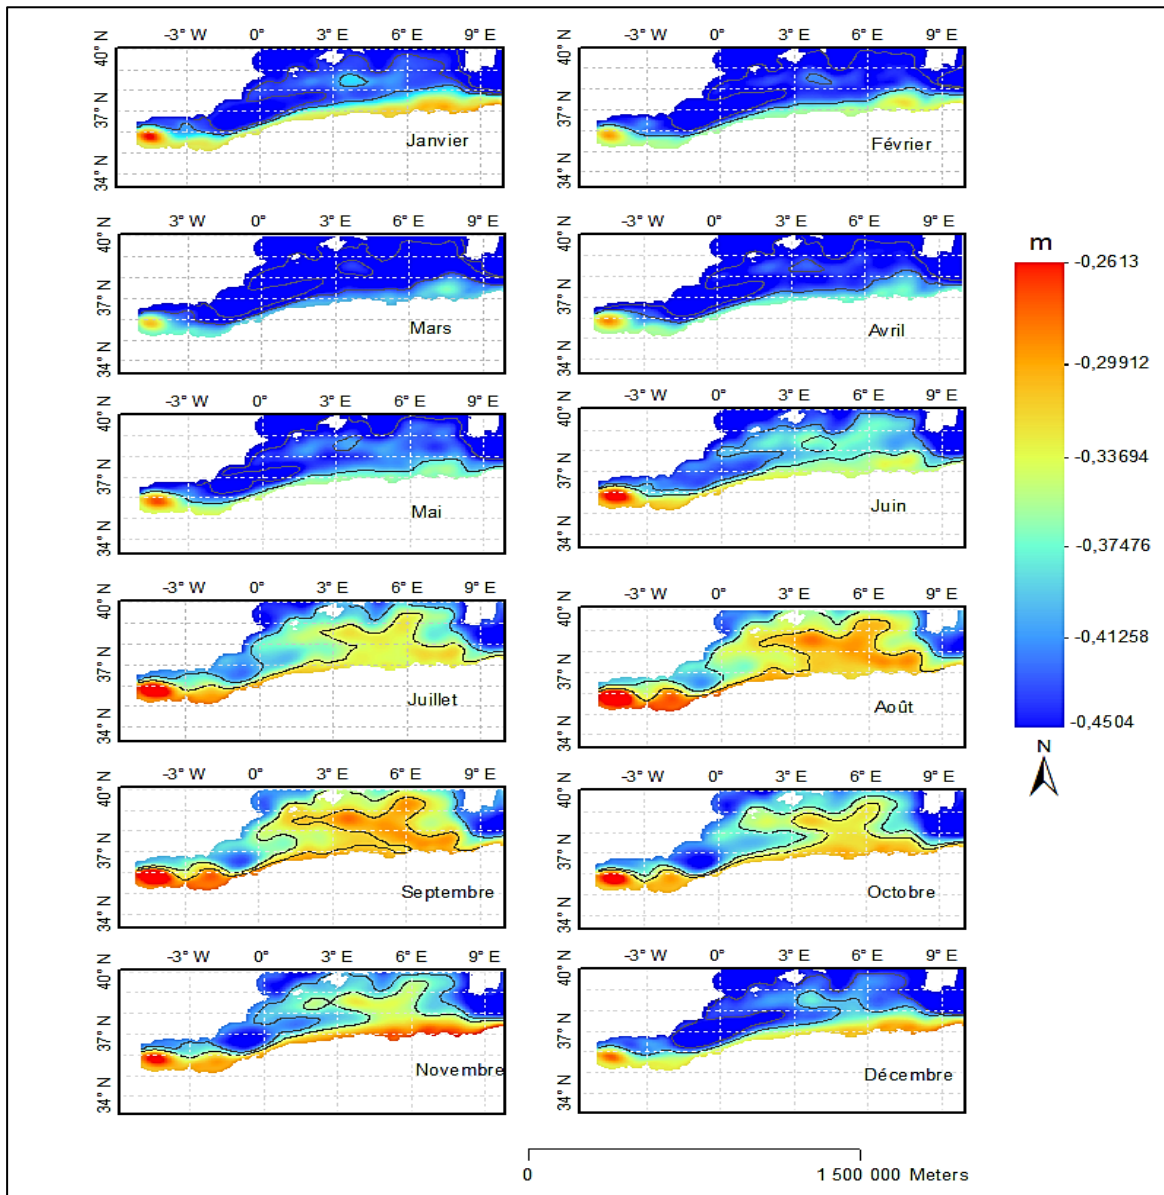 -3° W 0° 3° E 6° E 9° E
40° N
37° N
34° N
Janvier
-3° W 0° 3° E 6° E 9° E
40° N
37° N
34° N
Février
3° W 0° 3° E 6° E 9° E
40° N
37° N
34° N
Mars
3° W 0° 3° E 6° E 9° E
40° N
37° N
34° N
Avril
-3° W 0° 3° E 6° E 9° E
40° N
37° N
34° N
Mai
-3° W 0° 3° E 6° E 9° E
40° N
37° N
34° N
Juin
-3° W 0° 3° E 6° E 9° E
40° N
37° N
34° N
Juillet
-3° W 0° 3° E 6° E 9° E
40° N
37° N
34° N
Août
-3° W 0° 3° E 6° E 9° E
40° N
37° N
34° N
Septembre
-3° W 0° 3° E 6° E 9° E
40° N
37° N
34° N
Octobre
-3° W 0° 3° E 6° E 9° E
40° N
37° N
34° N
Novembre
-3° W 0° 3° E 6° E 9° E
40° N
37° N
34° N
Décembre
m
-0,2613
-0,29912
-0,33694
-0,37476
-0,41258
-0,4504
N
0 1 500 000 Meters